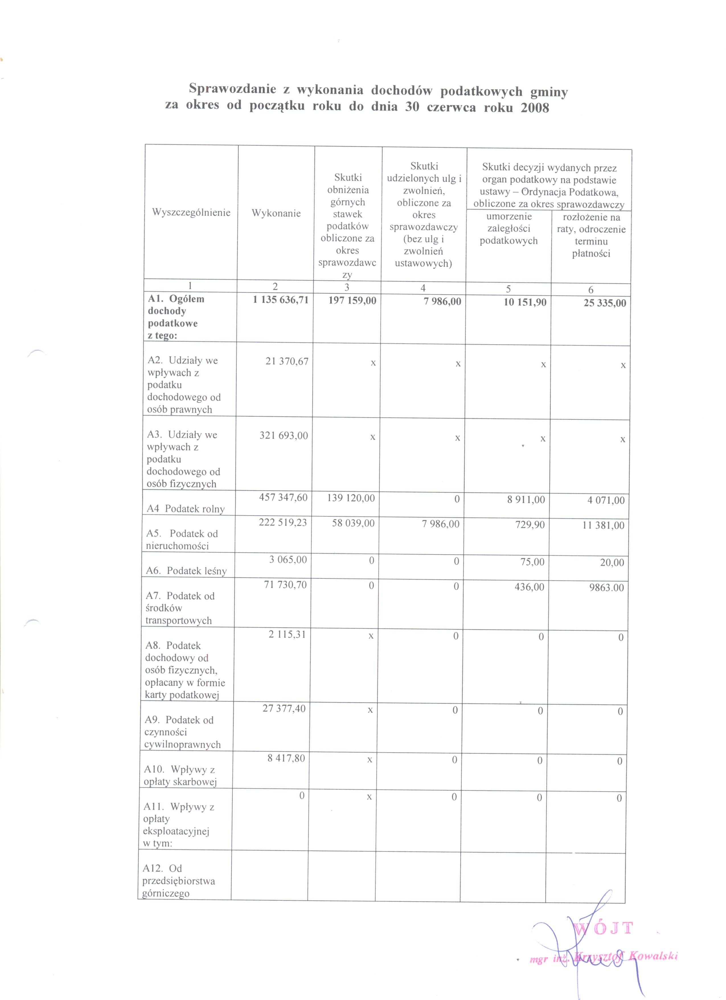 Sprawozdanie z wykonania dochodów podatkowych gminy
za okres od początku roku do dnia 30 czerwca roku 2008
Wyszczególnienie
Wykonanie
Skutki
obniżenia
górnych
stawek
podatków
obliczone za
okres
sprawozdawc
zy
Skutki
udzielonych ulg i
zwolnień,
obliczone za
okres
sprawozdawczy
(bez ulg i
zwolnień
ustawowych)
Skutki decyzji wydanych przez
organ podatkowy na podstawie
ustawy – Ordynacja Podatkowa,
obliczone za okres sprawozdawczy
umorzenie
zaległości
podatkowych
rozłożenie na
raty, odroczenie
terminu
płatności
1 2 3 4 5 6
A1. Ogółem 1 135 636,71 197 159,00 7 986,00 10 151,90 25 335,00
dochody
podatkowe
z tego:
A2. Udziały we 21 370,67 x x x x
wpływach z
podatku
dochodowego od
osób prawnych
A3. Udziały we 321 693,00 x x x x
wpływach z
podatku
dochodowego od
osób fizycznych
457 347,60 139 120,00 0 8 911,00 4 071,00
A4 Podatek rolny
222 519,23 58 039,00 7 986,00 729,90 11 381,00
A5. Podatek od
nieruchomości
3 065,00 0 0 75,00 20,00
A6. Podatek leśny
71 730,70 0 0 436,00 9863.00
A7. Podatek od
środków
transportowych
2 115,31 x 0 0 0
A8. Podatek
dochodowy od
osób fizycznych,
opłacany w formie
karty podatkowej
27 377,40 x 0 0 0
A9. Podatek od
czynności
cywilnoprawnych
8 417,80 x 0 0 0
A10. Wpływy z
opłaty skarbowej
0 x 0 0 0
A11. Wpływy z
opłaty
eksploatacyjnej
w tym:
A12. Od
przedsiębiorstwa
górniczego
WÓJT
mgr inż. Krzysztof Kowalski